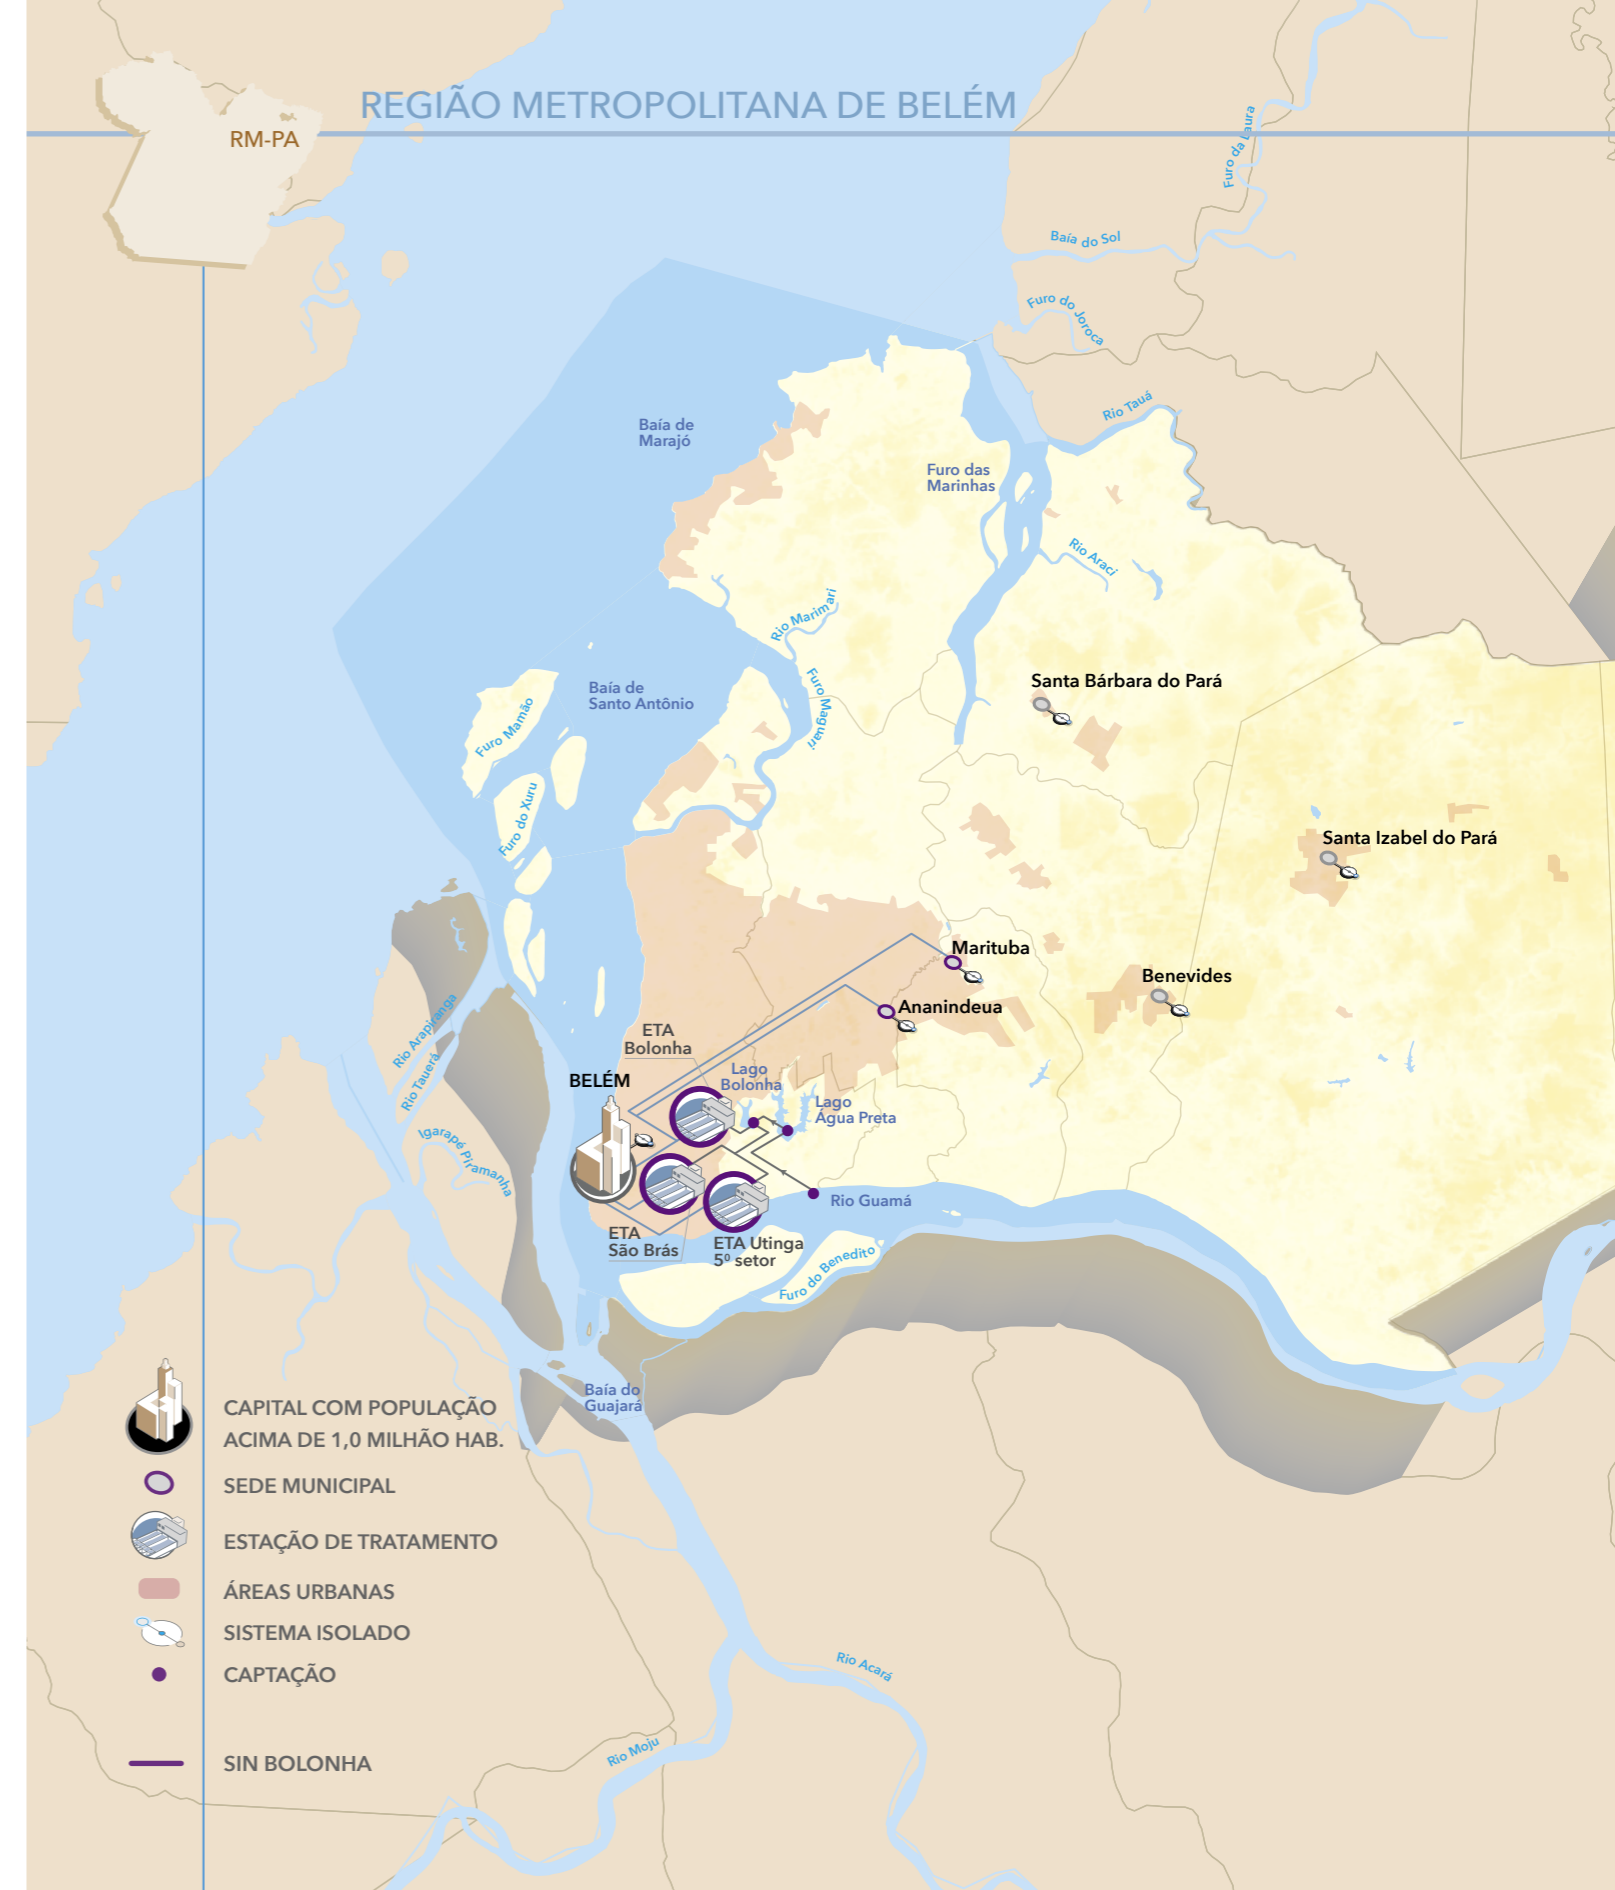 REGIÃO METROPOLITANA DE BELÉM
RM-PA
Furo da Laura
Baía do Sol
Furo do Joroca
Rio Tauá
Baía de
Marajó
Furo das
Marinhas
Rio Araci
Rio Marimari
Furo Maguari
Baía de
Santo Antônio
Furo Mamão
Furo do Xuru
Santa Bárbara do Pará
Santa Izabel do Pará
Marituba
Benevides
Ananindeua
Rio Arapiranga
Rio Tauerá
Igarapé Piramanha
ETA
Bolonha
BELÉM
Lago
Bolonha
Lago
Água Preta
Rio Guamá
ETA
São Brás
ETA Utinga
5º setor
Furo do Benedito
Baía do
Guajará
CAPITAL COM POPULAÇÃO
ACIMA DE 1,0 MILHÃO HAB.
SEDE MUNICIPAL
ESTAÇÃO DE TRATAMENTO
ÁREAS URBANAS
SISTEMA ISOLADO
CAPTAÇÃO
SIN BOLONHA
Rio Acará
Rio Moju